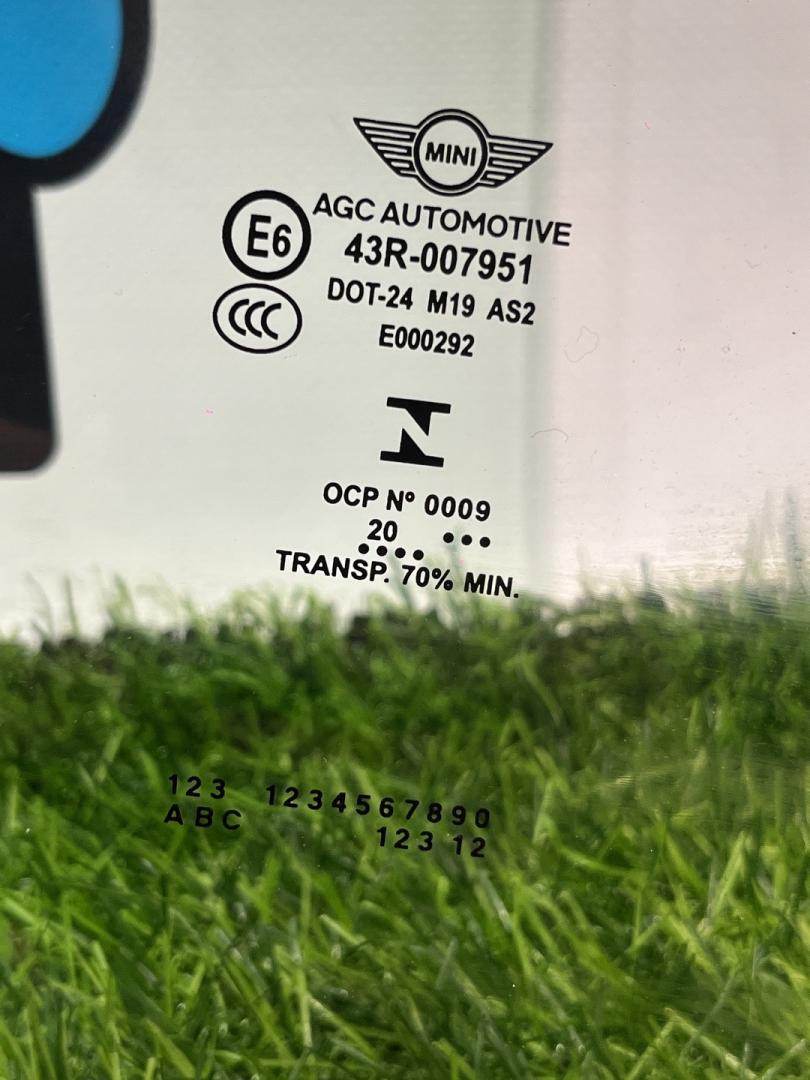 MINI
AGC AUTOMOTIVE
E6
43R-007951
CCC
DOT-24 M19 AS2
E000292
OCP Nº 0009
20 •••
••••
TRANSP. 70% MIN.
123 1234567890
ABC 123 12